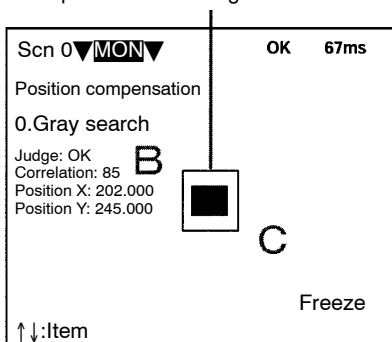 Scn 0▼MON▼ OK 67ms
Position compensation
0.Gray search
Judge: OK
B
Correlation: 85
Position X: 202.000
Position Y: 245.000
C
Freeze
↑↓:Item